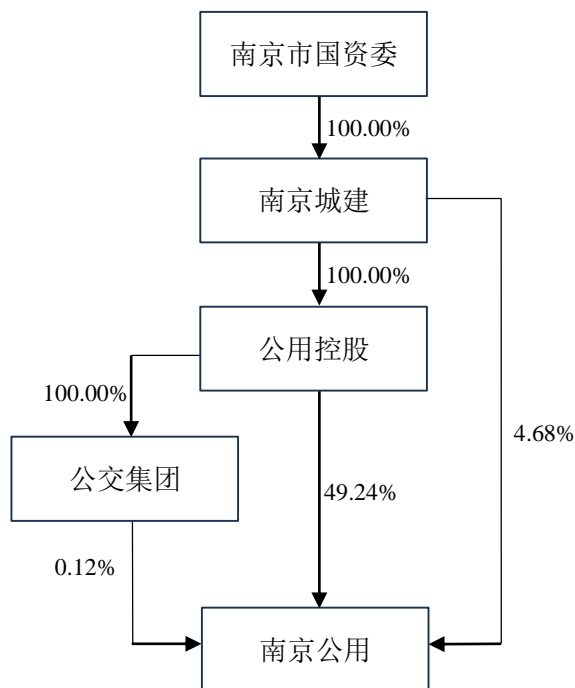 南京市国资委
100.00%
南京城建
100.00%
公用控股
100.00%
4.68%
公交集团
49.24%
0.12%
南京公用